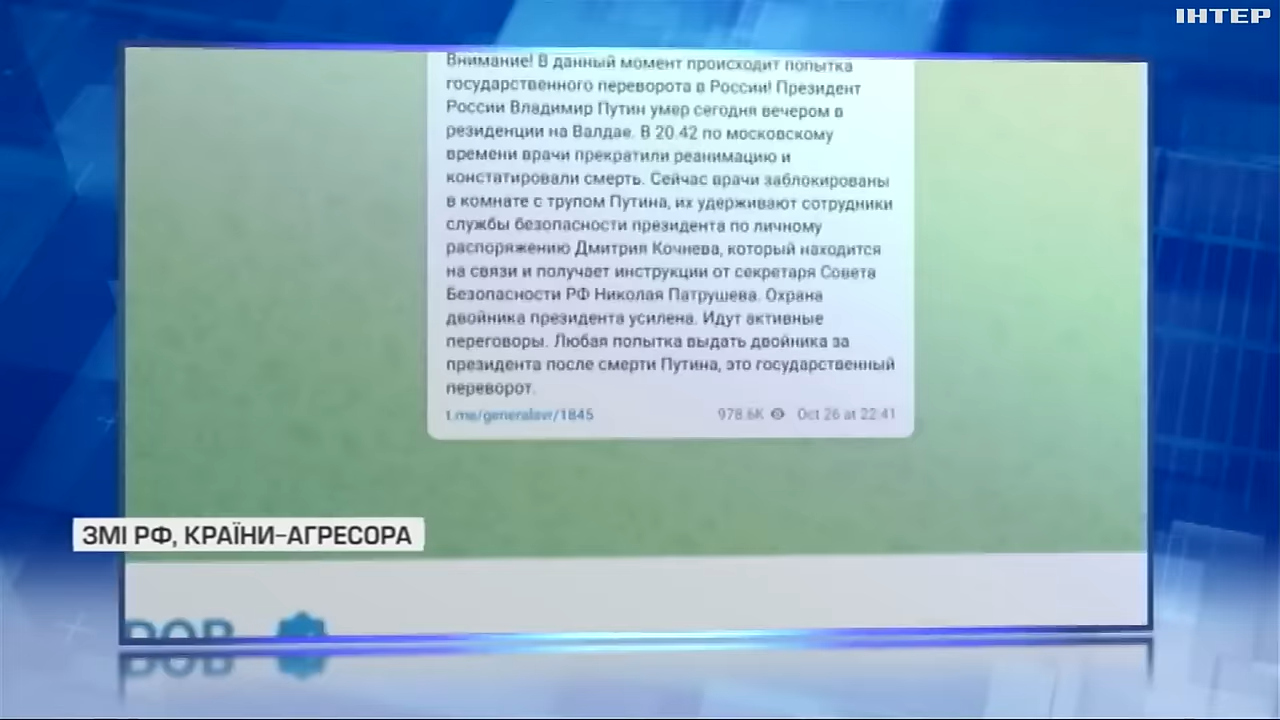 ІНТЕР
Внимание! В данный момент происходит попытка
государственного переворота в России! Президент
России Владимир Путин умер сегодня вечером в
резиденции на Валдае. В 20.42 по московскому
времени врачи прекратили реанимацию и
констатировали смерть. Сейчас врачи заблокированы
в комнате с трупом Путина, их удерживают сотрудники
службы безопасности президента по личному
распоряжению Дмитрия Кочнева, который находится
на связи и получает инструкции от секретаря Совета
Безопасности РФ Николая Патрушева. Охрана
двойника президента усилена. Идут активные
переговоры. Любая попытка выдать двойника за
президента после смерти Путина, это государственный
переворот.
t.me/generalsvr/1845 978.6K Oct 26 at 22:41
ЗМІ РФ, КРАЇНИ-АГРЕСОРА
DOB